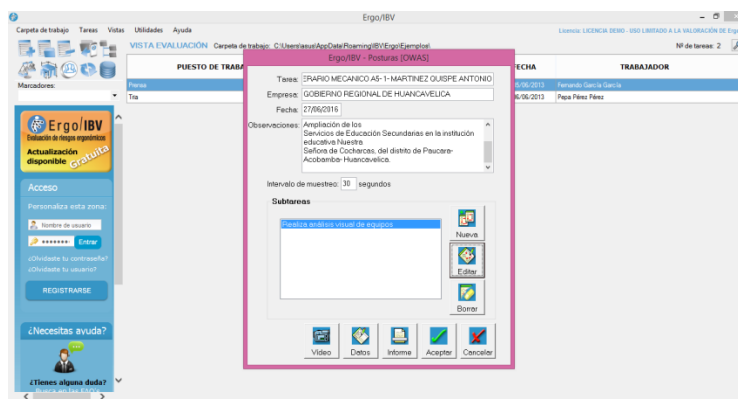 Ergo/IBV
Carpeta de trabajo Tareas Vistas Utilidades Ayuda
Licencia: LICENCIA DEMO - USO LIMITADO A LA VALORACIÓN DE Ergo
VISTA EVALUACIÓN Carpeta de trabajo: C:\Users\asus\AppData\Roaming\IBV\Ergo\Ejemplos\
Nº de tareas: 2
Marcadores:
PUESTO DE TRABA
ECHA
TRABAJADOR
Prensa
/06/2013 Fernando García García
Tria
/06/2013 Pepa Pérez Pérez
Ergo/IBV
Evaluación de riesgos ergonómicos
Actualización
disponible Gratuita
Acceso
Personaliza esta zona:
Nombre de usuario
Entrar
¿Olvidaste tu contraseña?
¿Olvidaste tu usuario?
REGISTRARSE
¿Necesitas ayuda?
¿Tienes alguna duda?
Ergo/IBV - Posturas [OWAS]
Tarea: ERARIO MECANICO A5- 1- MARTINEZ QUISPE ANTONIO
Empresa: GOBIERNO REGIONAL DE HUANCAVELICA
Fecha: 27/06/2016
Observaciones: Ampliación de los
Servicios de Educación Secundarias en la institución
educativa Nuestra
Señora de Cocharcas, del distrito de Paucara-
Acobamba- Huancavelica.
Intervalo de muestreo: 30 segundos
Subtareas
Realiza análisis visual de equipos
Nueva
Editar
Borrar
Vídeo Datos Informe Aceptar Cancelar